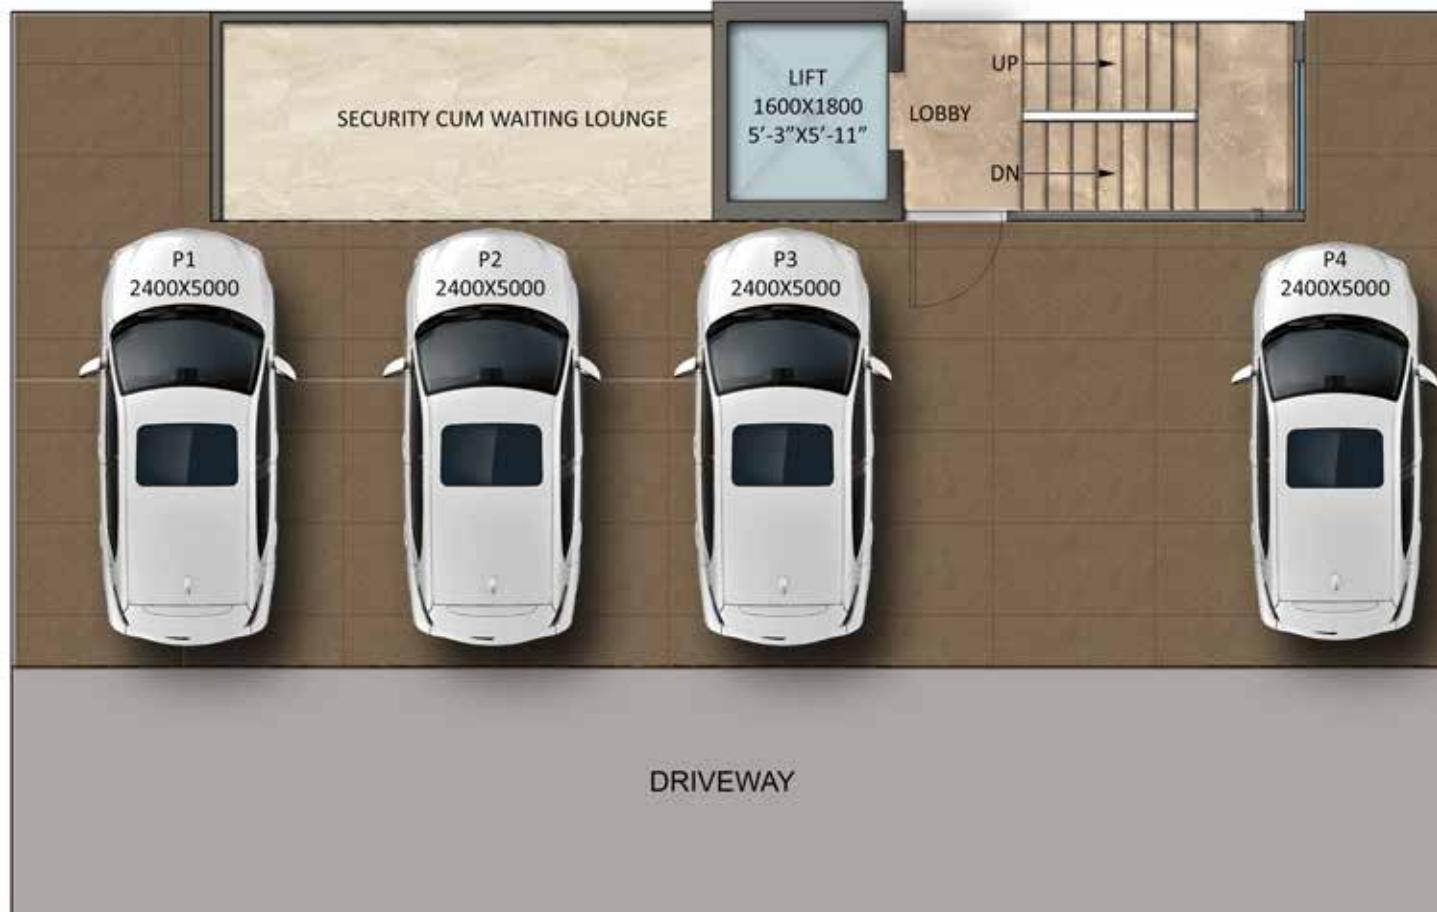 SECURITY CUM WAITING LOUNGE
LIFT
1600X1800
5’-3”X5’-11”
LOBBY
UP
DN
P1
2400X5000
P2
2400X5000
P3
2400X5000
P4
2400X5000
DRIVEWAY